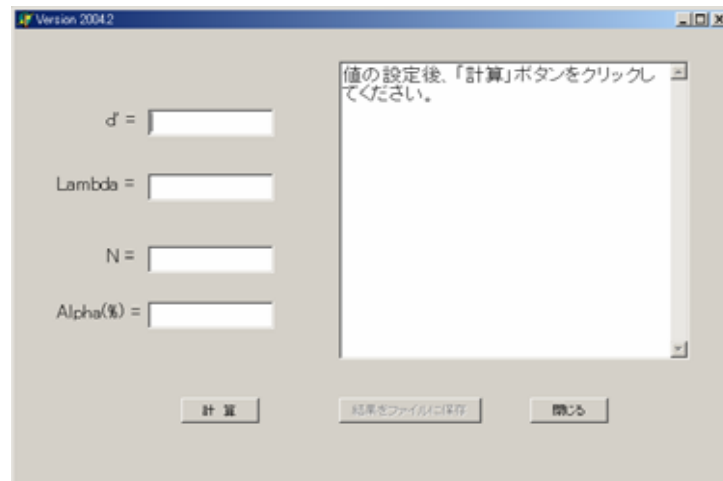 Version 2004.2
値の設定後、「計算」ボタンをクリックし
てください。
d' =
Lambda =
N =
Alpha(%) =
計 算
結果をファイルに保存
閉じる